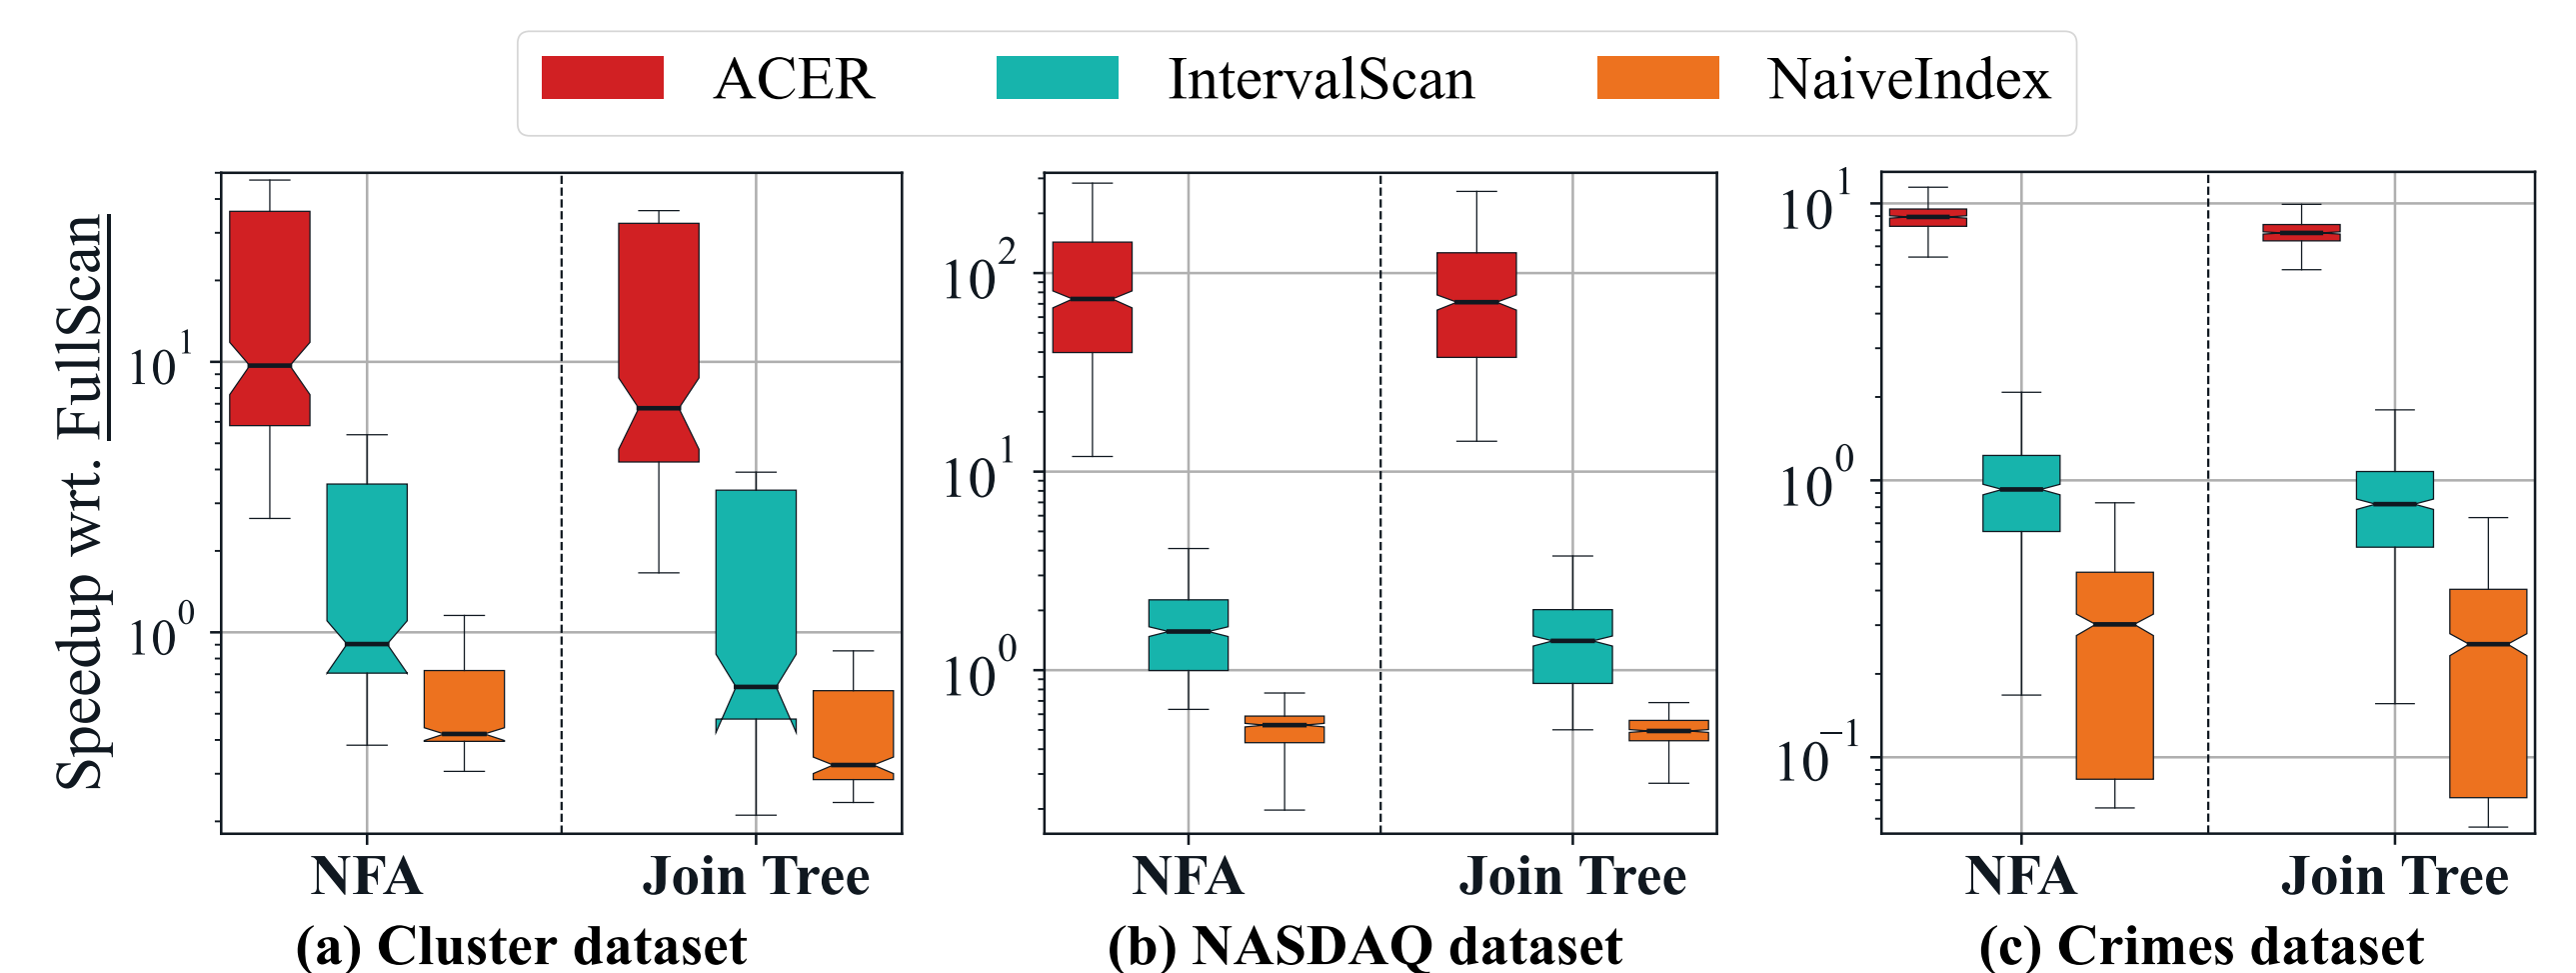 ACER IntervalScan NaiveIndex
Speedup wrt. FullScan
10^1
10^0
NFA Join Tree
(a) Cluster dataset
10^2
10^1
10^0
NFA Join Tree
(b) NASDAQ dataset
10^1
10^0
10^−1
NFA Join Tree
(c) Crimes dataset